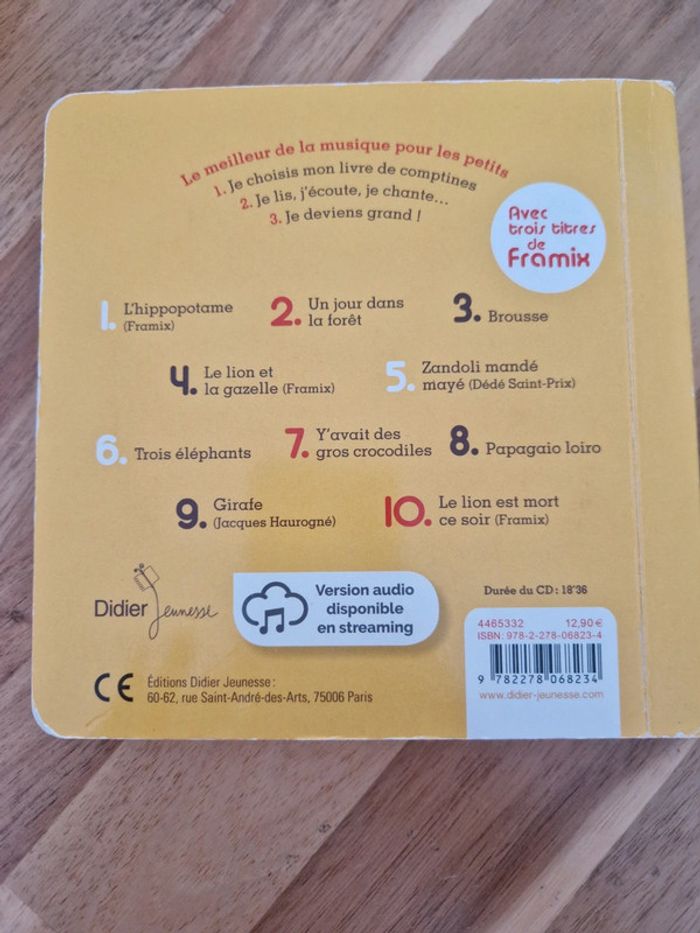 Le meilleur de la musique pour les petits
1. Je choisis mon livre de comptines
2. Je lis, j'écoute, je chante...
3. Je deviens grand !
Avec
trois titres
de
Framix
1. L'hippopotame
(Framix)
2. Un jour dans
la forêt
3. Brousse
4. Le lion et
la gazelle (Framix)
5. Zandoli mandé
mayé (Dédé Saint-Prix)
6. Trois éléphants
7. Y'avait des
gros crocodiles
8. Papagaio loiro
9. Girafe
(Jacques Haurogné)
10. Le lion est mort
ce soir (Framix)
Didier Jeunesse
Version audio
disponible
en streaming
Durée du CD : 18'36
4465332 12,90 €
ISBN : 978-2-278-06823-4
9 782278 068234
www.didier-jeunesse.com
CE
Éditions Didier Jeunesse :
60-62, rue Saint-André-des-Arts, 75006 Paris